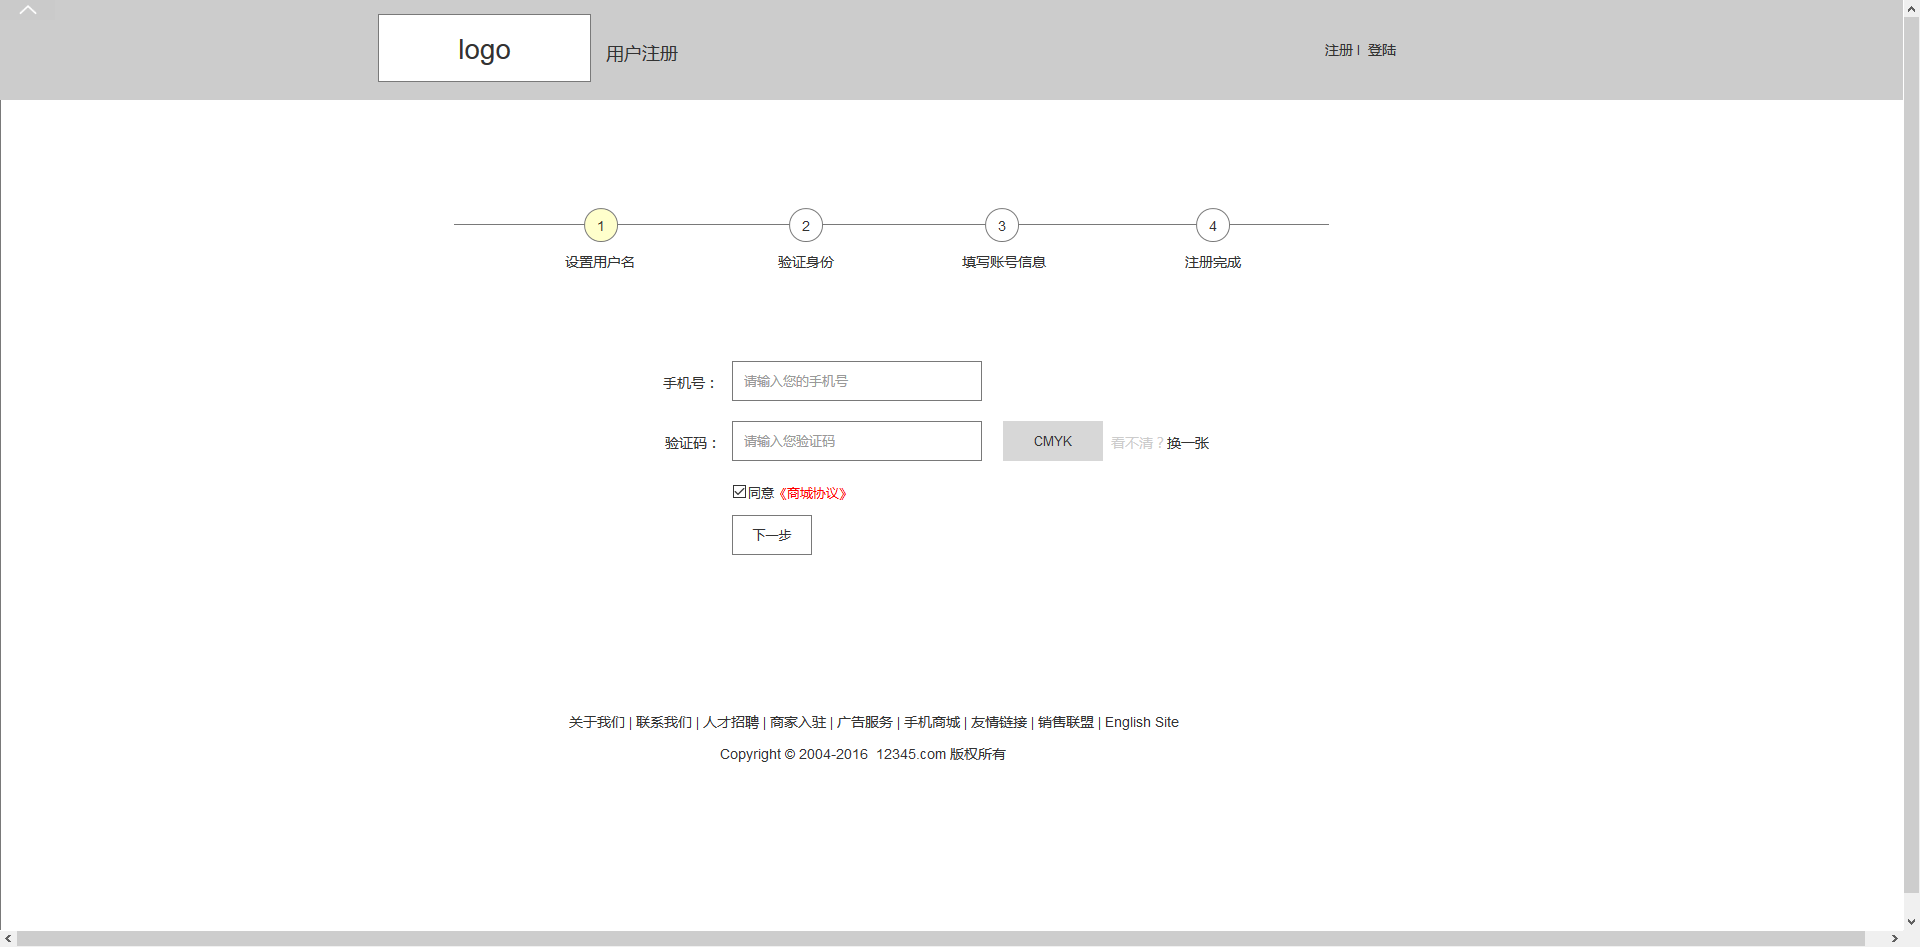 logo
用户注册
注册 | 登陆
1 2 3 4
设置用户名 验证身份 填写账号信息 注册完成
手机号： 请输入您的手机号
验证码： 请输入您验证码 CMYK 看不清？换一张
同意《商城协议》
下一步
关于我们 | 联系我们 | 人才招聘 | 商家入驻 | 广告服务 | 手机商城 | 友情链接 | 销售联盟 | English Site
Copyright © 2004-2016  12345.com 版权所有